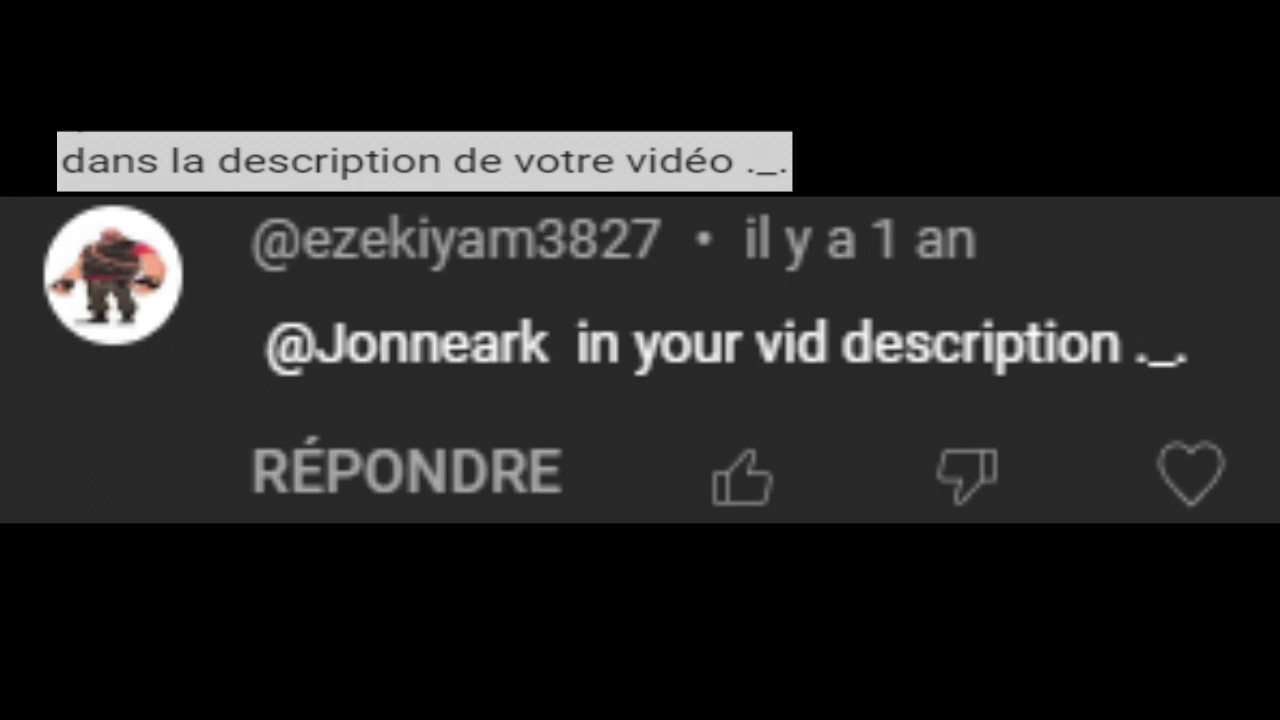 dans la description de votre vidéo ._.
@ezekiyam3827 • il y a 1 an
@Jonneark in your vid description ._.
RÉPONDRE